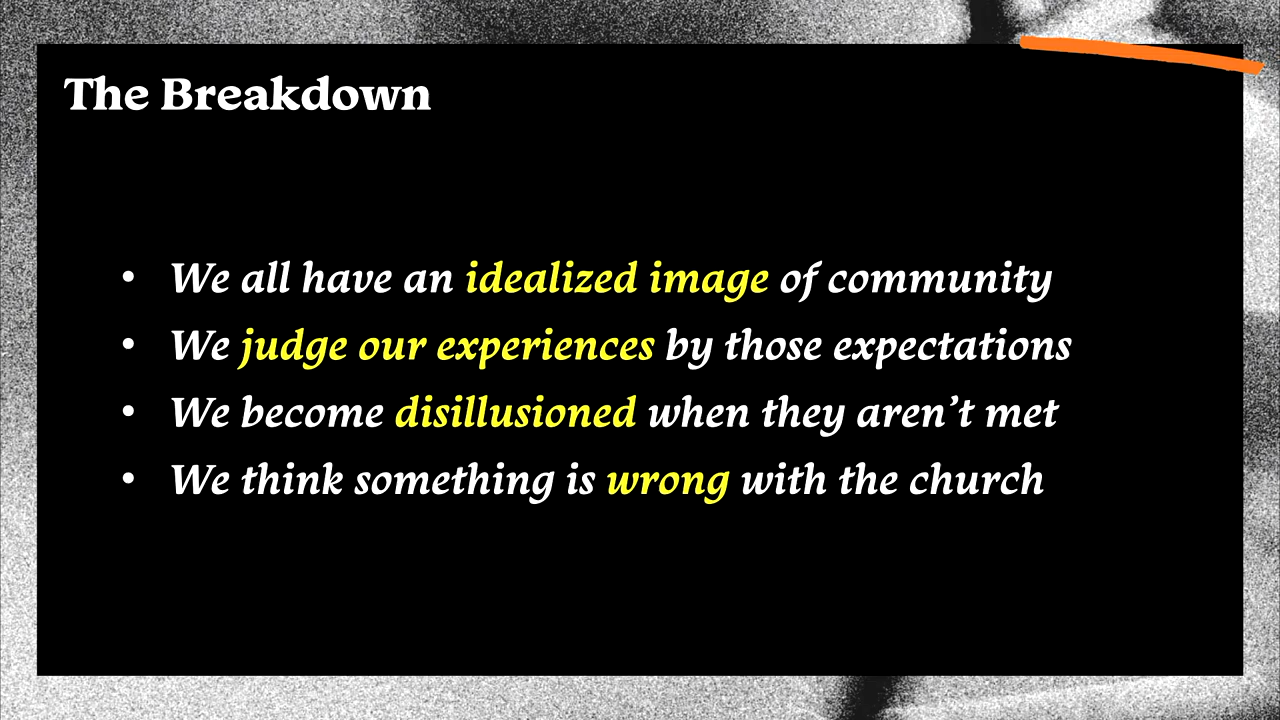 The Breakdown
• We all have an idealized image of community
• We judge our experiences by those expectations
• We become disillusioned when they aren’t met
• We think something is wrong with the church